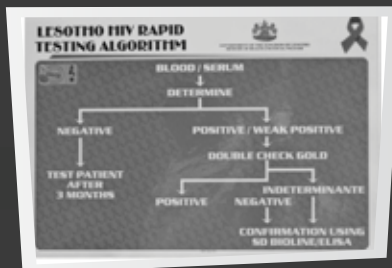 LESOTHO HIV RAPID
TESTING ALGORITHM
BLOOD / SERUM
DETERMINE
NEGATIVE
POSITIVE / WEAK POSITIVE
DOUBLE CHECK GOLD
TEST PATIENT
AFTER
3 MONTHS
INDETERMINANTE
POSITIVE
NEGATIVE
CONFIRMATION USING
SD BIOLINE/ELISA